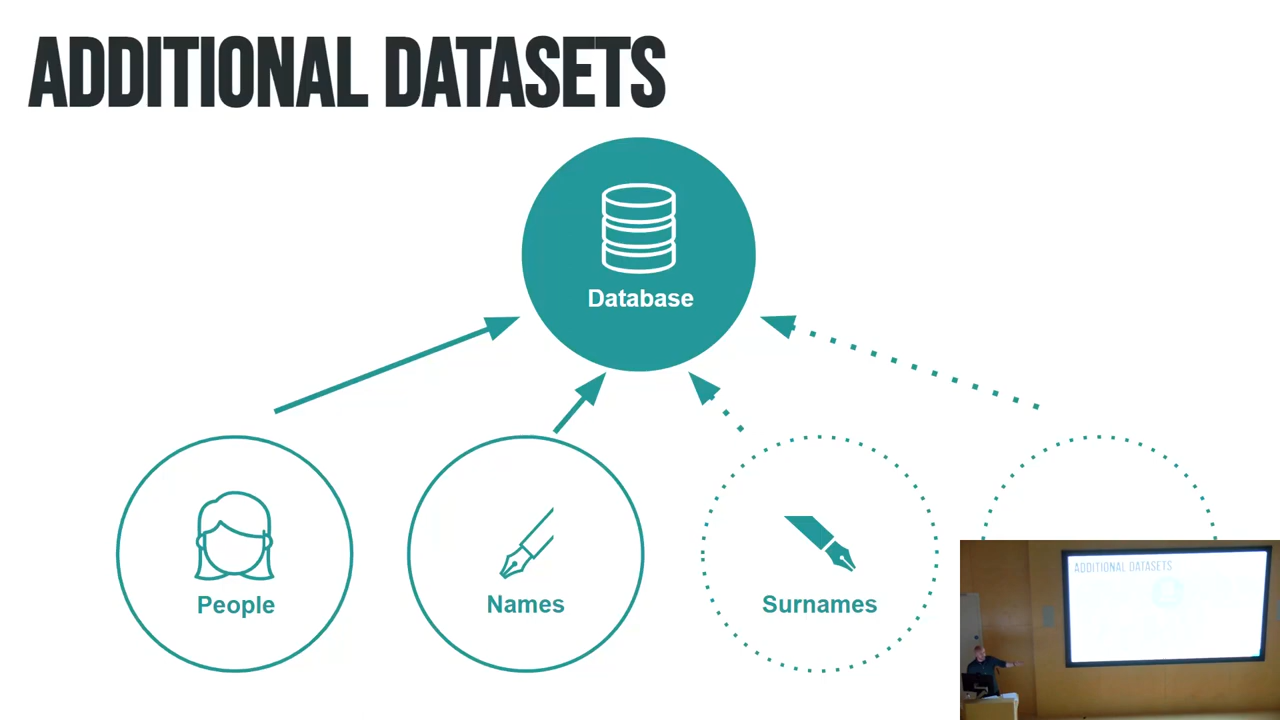 ADDITIONAL DATASETS
Database
People
Names
Surnames
ADDITIONAL DATASETS